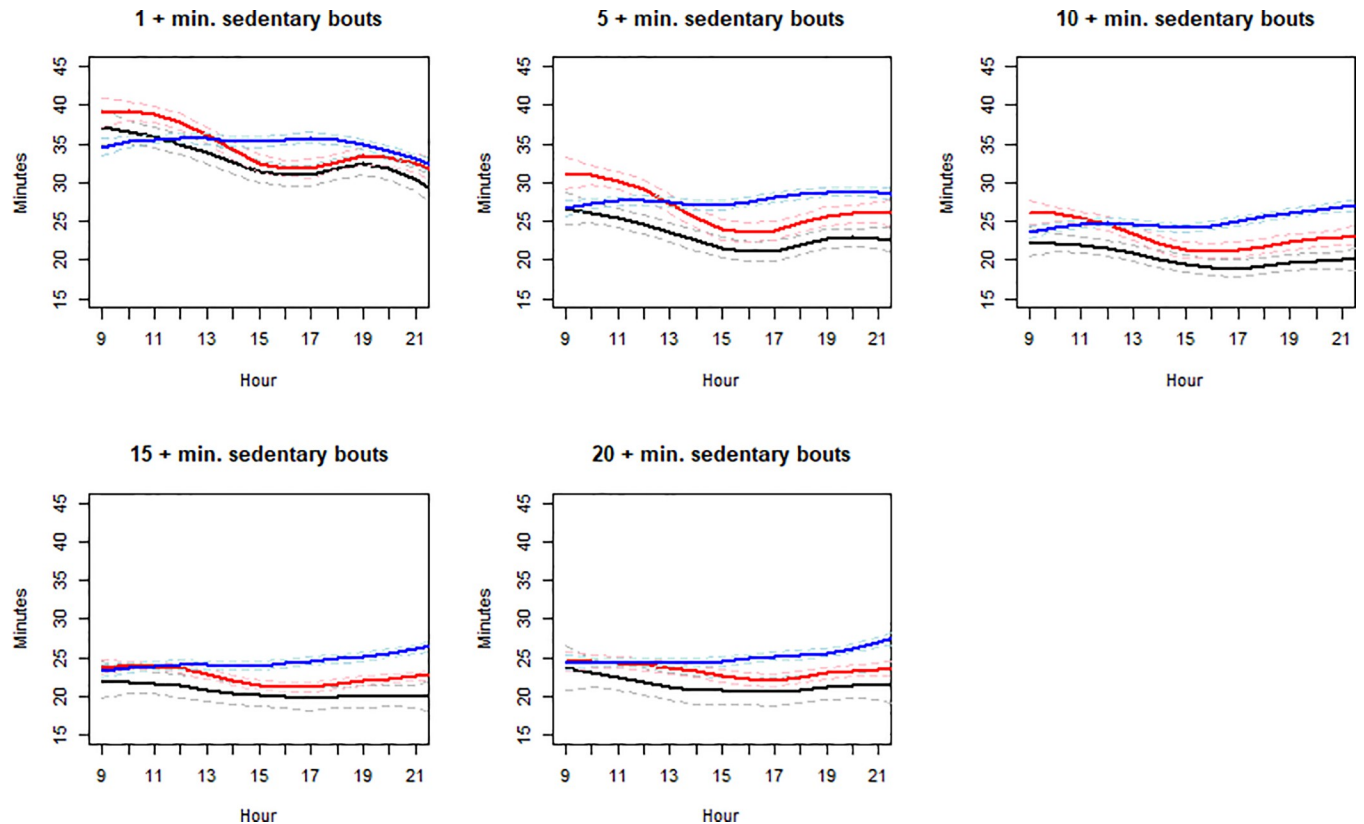 1 + min. sedentary bouts
5 + min. sedentary bouts
10 + min. sedentary bouts
Minutes
45
40
35
30
25
20
15
9 11 13 15 17 19 21
Hour
Minutes
45
40
35
30
25
20
15
9 11 13 15 17 19 21
Hour
Minutes
45
40
35
30
25
20
15
9 11 13 15 17 19 21
Hour
15 + min. sedentary bouts
20 + min. sedentary bouts
Minutes
45
40
35
30
25
20
15
9 11 13 15 17 19 21
Hour
Minutes
45
40
35
30
25
20
15
9 11 13 15 17 19 21
Hour